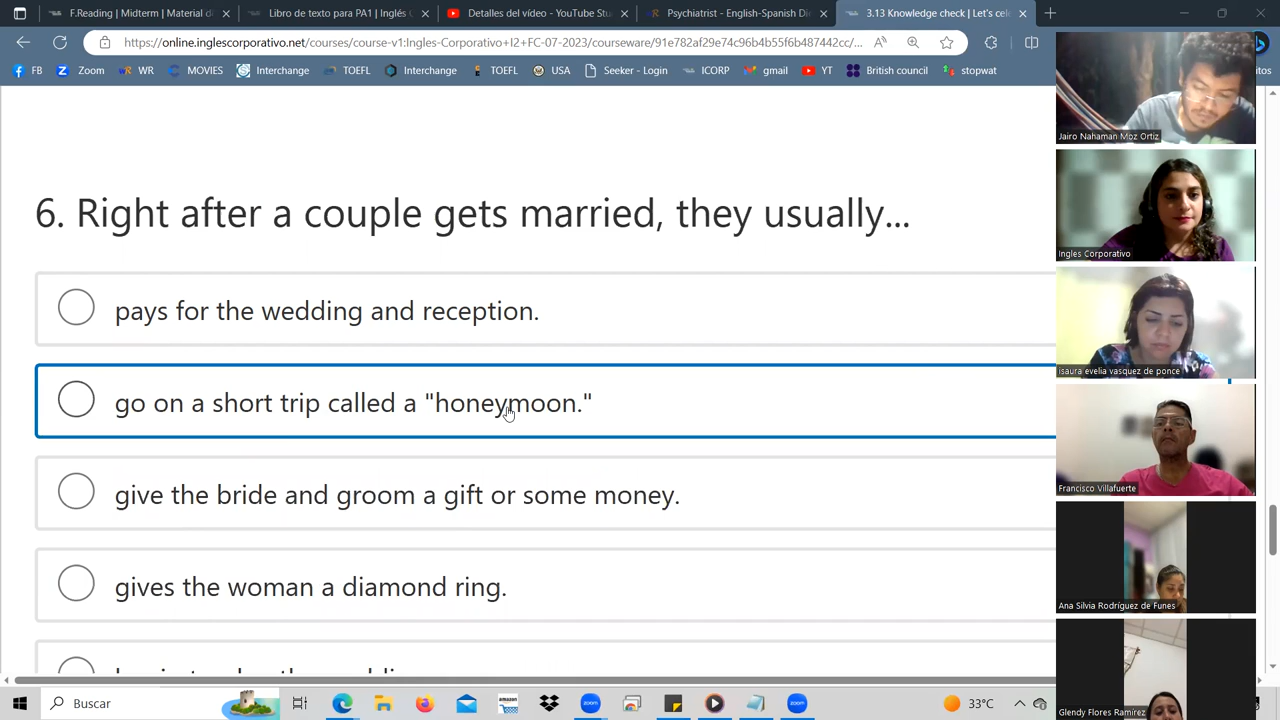 F.Reading | Medtium | Material d
Libro de texto para PA1 | Inglés C
Detalles del vídeo - YouTube Stu
Psychiatrist - English-Spanish Di
3.13 Knowledge check | Let's cel
https://online.inglescorporativo.net/courses/course-v1:Ingles-Corporativo+I2+FC-07-2023/courseware/91e782af29e74c96b4b55f6b487442cc/...
FB
Zoom
WR
MOVIES
Interchange
TOEFL
Interchange
TOEFL
USA
Seeker - Login
ICORP
gmail
YT
British council
stopwat
itos
6. Right after a couple gets married, they usually...
pays for the wedding and reception.
go on a short trip called a "honeymoon."
give the bride and groom a gift or some money.
gives the woman a diamond ring.
Jairo Nahaman Moz Ortiz
Ingles Corporativo
isaura evelia vasquez de ponce
Francisco Villafuerte
Ana Silvia Rodríguez de Funes
Glendy Flores Ramirez
Buscar
33°C